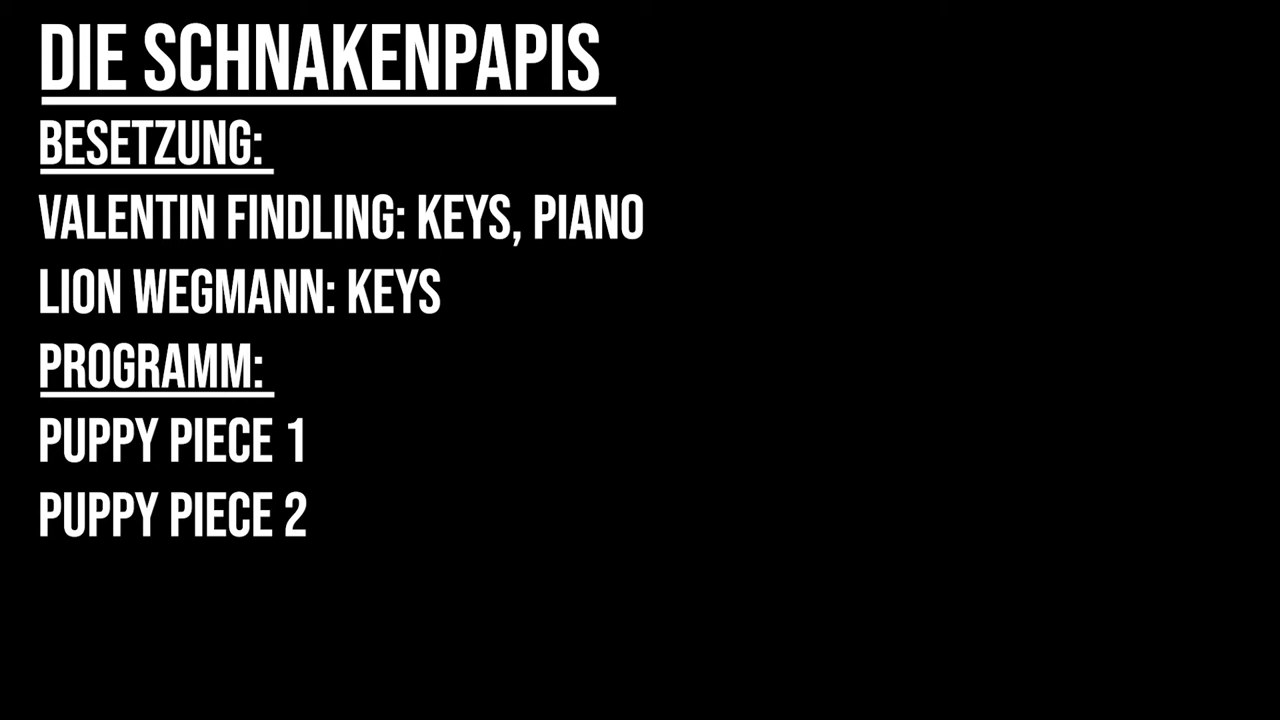 DIE SCHNAKENPAPIS
BESETZUNG:
VALENTIN FINDLING: KEYS, PIANO
LION WEGMANN: KEYS
PROGRAMM:
PUPPY PIECE 1
PUPPY PIECE 2